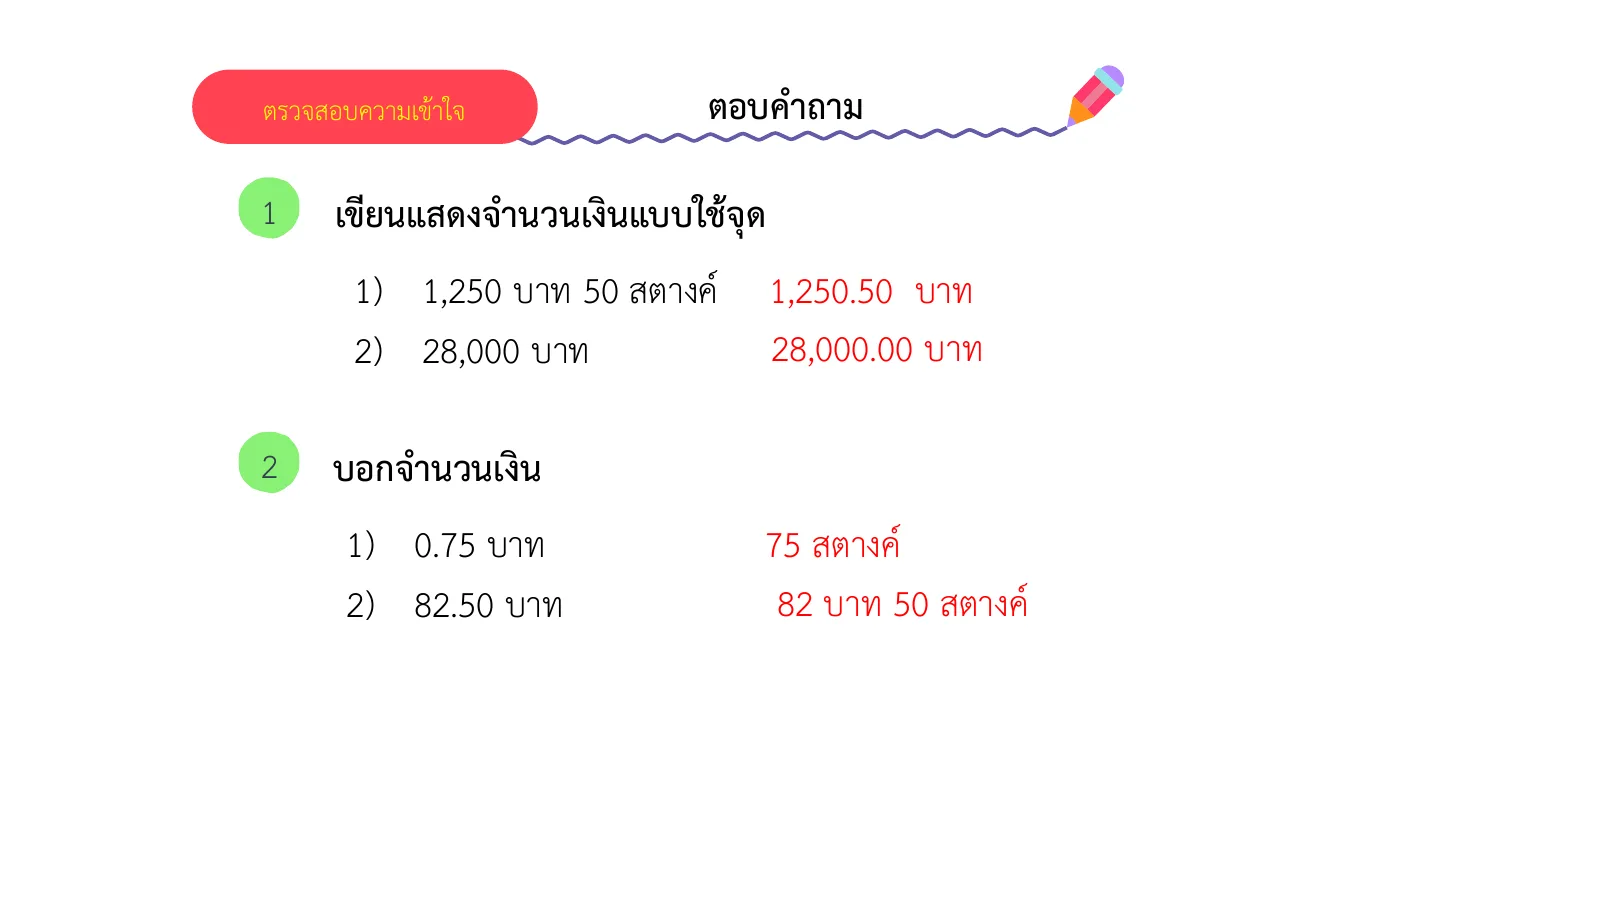 ตรวจสอบความเข้าใจ ตอบคำถาม
1 เขียนแสดงจำนวนเงินแบบใช้จุด
1) 1,250 บาท 50 สตางค์ 1,250.50 บาท
2) 28,000 บาท 28,000.00 บาท
2 บอกจำนวนเงิน
1) 0.75 บาท 75 สตางค์
2) 82.50 บาท 82 บาท 50 สตางค์